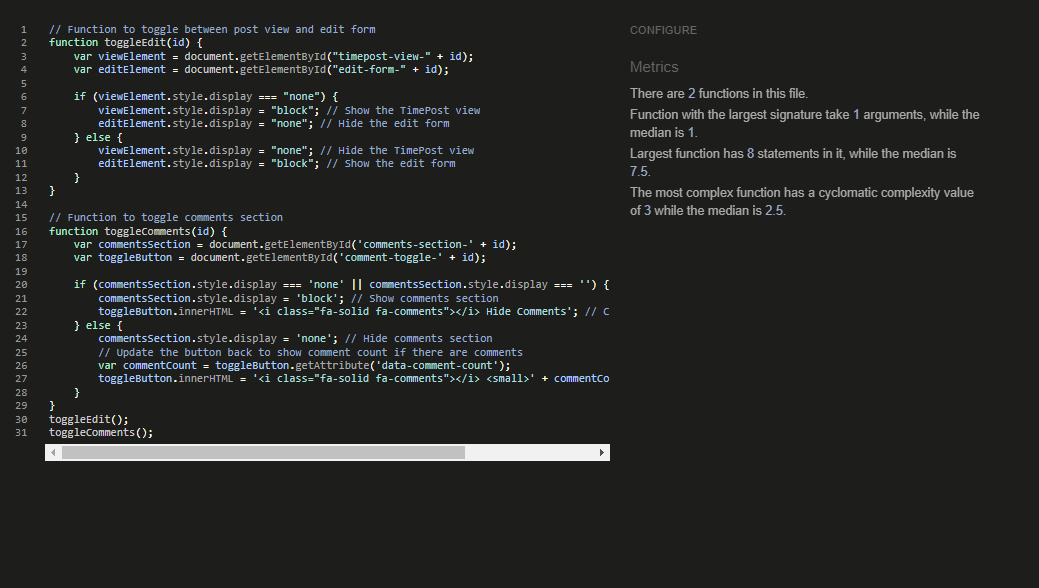 1 // Function to toggle between post view and edit form
2 function toggleEdit(id) {
3 var viewElement = document.getElementById("timepost-view-" + id);
4 var editElement = document.getElementById("edit-form-" + id);
5
6 if (viewElement.style.display === "none") {
7 viewElement.style.display = "block"; // Show the TimePost view
8 editElement.style.display = "none"; // Hide the edit form
9 } else {
10 viewElement.style.display = "none"; // Hide the TimePost view
11 editElement.style.display = "block"; // Show the edit form
12 }
13 }
14
15 // Function to toggle comments section
16 function toggleComments(id) {
17 var commentsSection = document.getElementById('comments-section-' + id);
18 var toggleButton = document.getElementById('comment-toggle-' + id);
19
20 if (commentsSection.style.display === 'none' || commentsSection.style.display === '') {
21 commentsSection.style.display = 'block'; // Show comments section
22 toggleButton.innerHTML = '<i class="fa-solid fa-comments"></i> Hide Comments'; // C
23 } else {
24 commentsSection.style.display = 'none'; // Hide comments section
25 // Update the button back to show comment count if there are comments
26 var commentCount = toggleButton.getAttribute('data-comment-count');
27 toggleButton.innerHTML = '<i class="fa-solid fa-comments"></i> <small>' + commentCo
28 }
29 }
30 toggleEdit();
31 toggleComments();
CONFIGURE
Metrics
There are 2 functions in this file.
Function with the largest signature take 1 arguments, while the
median is 1.
Largest function has 8 statements in it, while the median is
7.5.
The most complex function has a cyclomatic complexity value
of 3 while the median is 2.5.